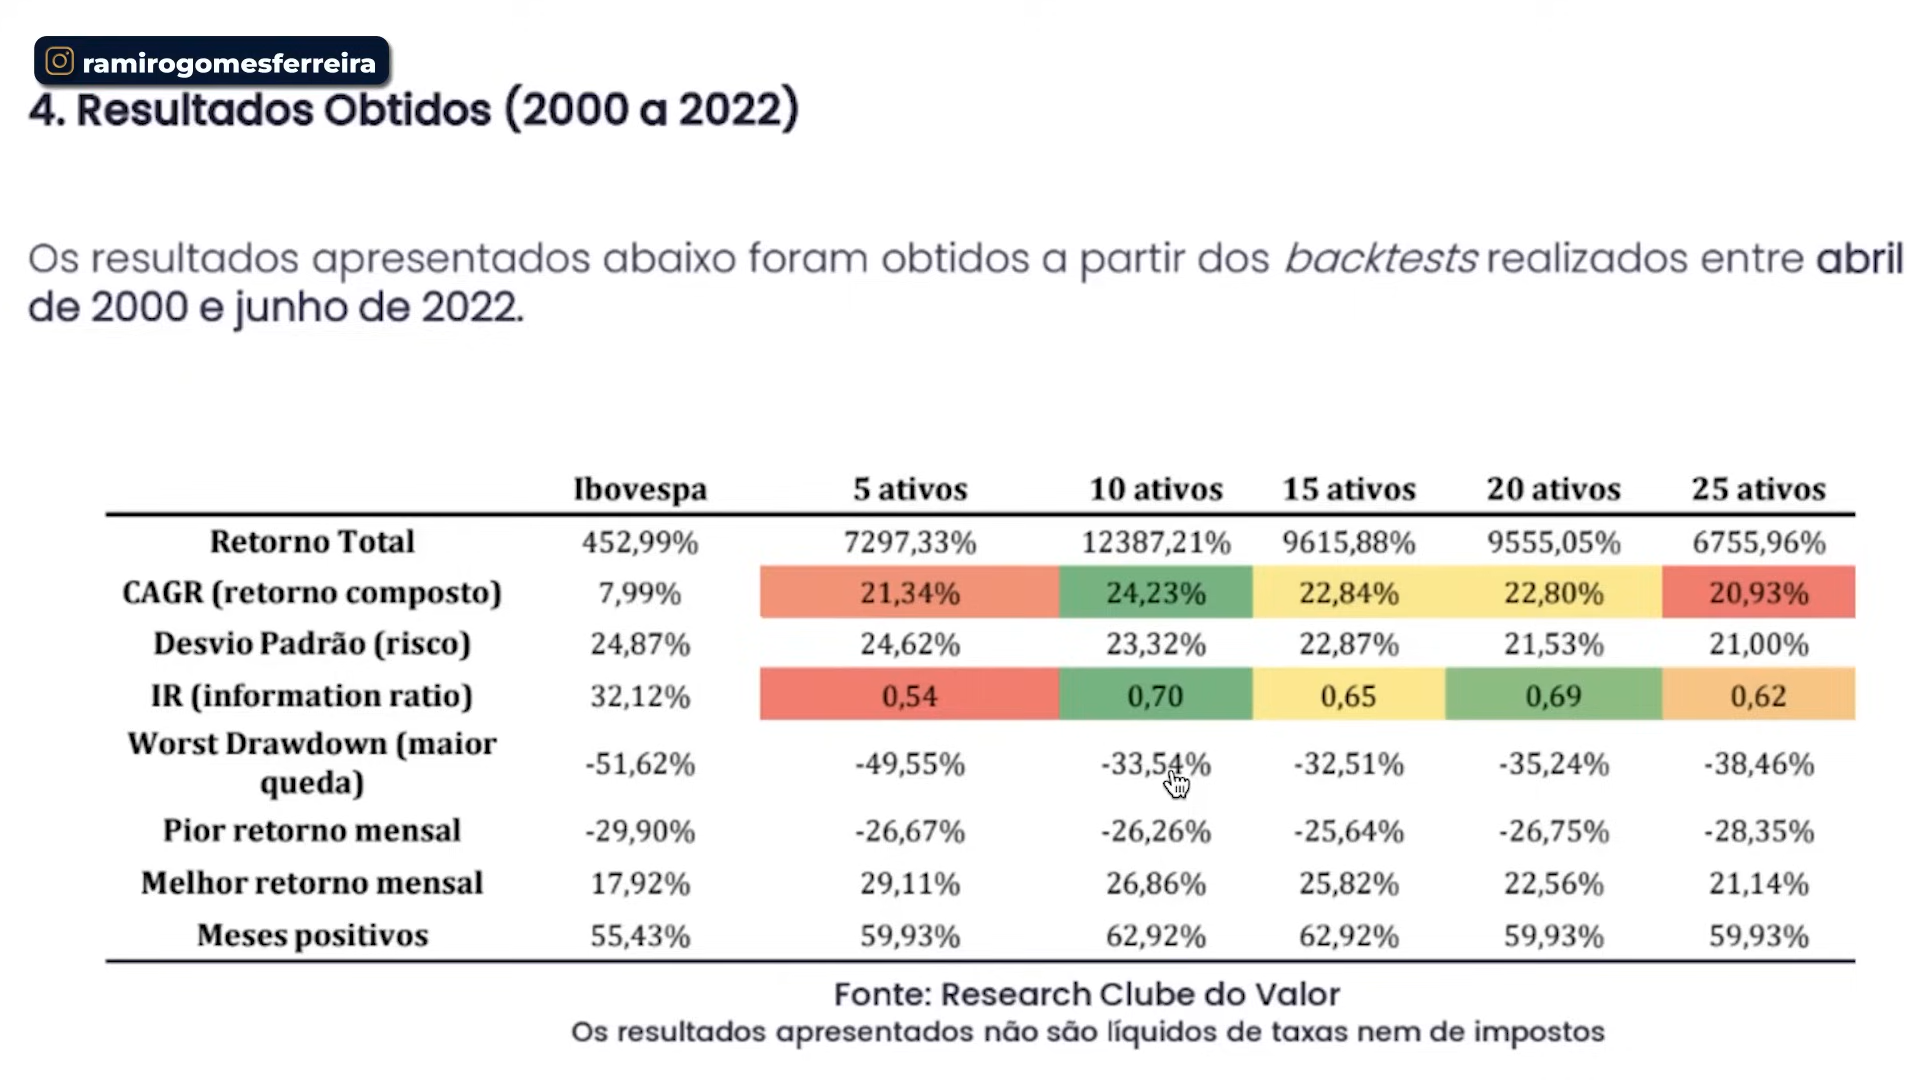 ramirogomesferreira
4. Resultados Obtidos (2000 a 2022)
Os resultados apresentados abaixo foram obtidos a partir dos backtests realizados entre abril
de 2000 e junho de 2022.
Ibovespa 5 ativos 10 ativos 15 ativos 20 ativos 25 ativos
Retorno Total 452,99% 7297,33% 12387,21% 9615,88% 9555,05% 6755,96%
CAGR (retorno composto) 7,99% 21,34% 24,23% 22,84% 22,80% 20,93%
Desvio Padrão (risco) 24,87% 24,62% 23,32% 22,87% 21,53% 21,00%
IR (information ratio) 32,12% 0,54 0,70 0,65 0,69 0,62
Worst Drawdown (maior
queda) -51,62% -49,55% -33,54% -32,51% -35,24% -38,46%
Pior retorno mensal -29,90% -26,67% -26,26% -25,64% -26,75% -28,35%
Melhor retorno mensal 17,92% 29,11% 26,86% 25,82% 22,56% 21,14%
Meses positivos 55,43% 59,93% 62,92% 62,92% 59,93% 59,93%
Fonte: Research Clube do Valor
Os resultados apresentados não são líquidos de taxas nem de impostos